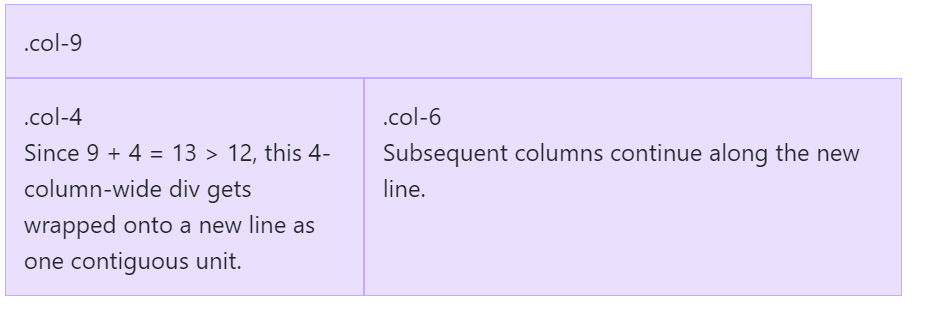 .col-9
.col-4
Since 9 + 4 = 13 > 12, this 4-
column-wide div gets
wrapped onto a new line as
one contiguous unit.
.col-6
Subsequent columns continue along the new
line.